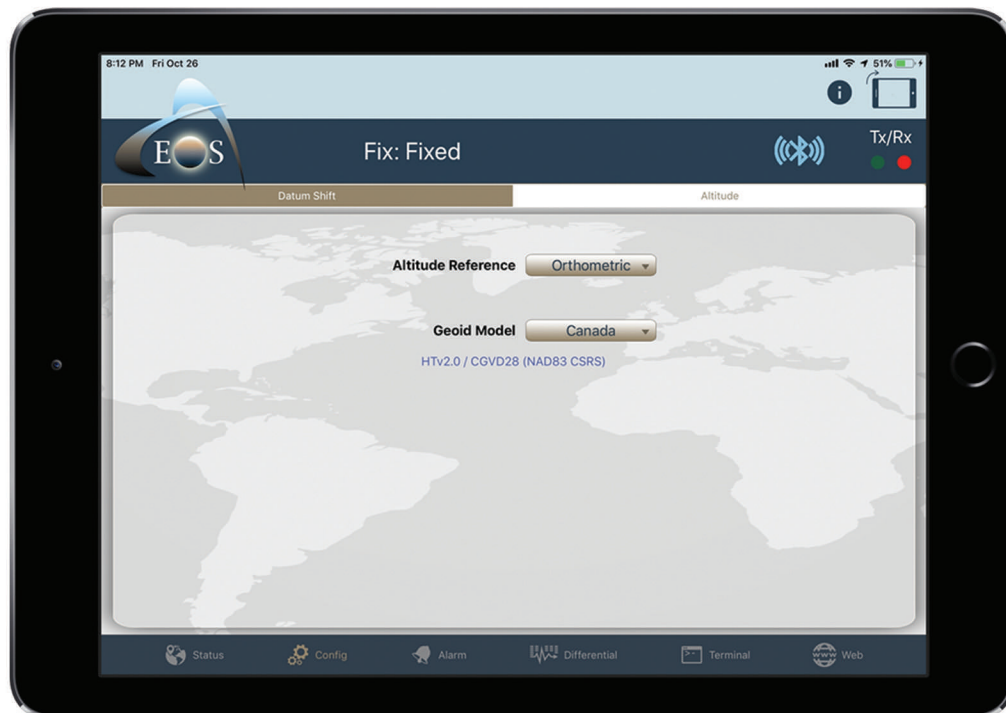 8:12 PM Fri Oct 26
51%
EOS
Fix: Fixed
Tx/Rx
Datum Shift
Altitude
Altitude Reference Orthometric
Geoid Model Canada
HTv2.0 / CGVD28 (NAD83 CSRS)
Status Config Alarm Differential Terminal Web